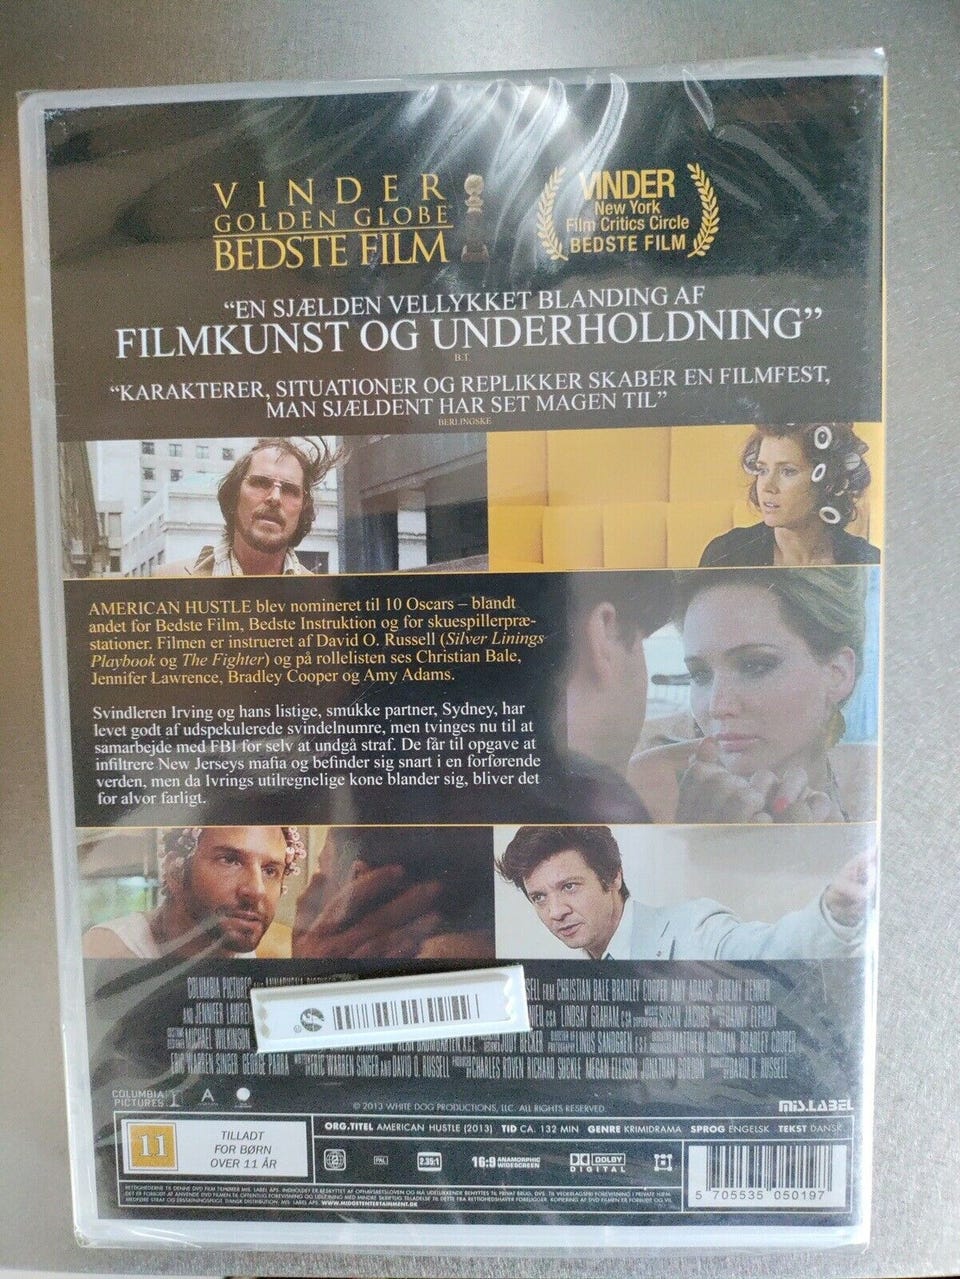 VINDER
GOLDEN GLOBE
BEDSTE FILM
VINDER
New York
Film Critics Circle
BEDSTE FILM
“EN SJÆLDEN VELLYKKET BLANDING AF
FILMKUNST OG UNDERHOLDNING”
B.T.
“KARAKTERER, SITUATIONER OG REPLIKKER SKABER EN FILMFEST,
MAN SJÆLDENT HAR SET MAGEN TIL”
BERLINGSKE
AMERICAN HUSTLE blev nomineret til 10 Oscars – blandt
andet for Bedste Film, Bedste Instruktion og for skuespillerpræ-
stationer. Filmen er instrueret af David O. Russell (Silver Linings
Playbook og The Fighter) og på rollelisten ses Christian Bale,
Jennifer Lawrence, Bradley Cooper og Amy Adams.
Svindleren Irving og hans listige, smukke partner, Sydney, har
levet godt af udspekulerede svindelnumre, men tvinges nu til at
samarbejde med FBI for selv at undgå straf. De får til opgave at
infiltrere New Jerseys mafia og befinder sig snart i en forførende
verden, men da Ivrings utilregnelige kone blander sig, bliver det
for alvor farligt.
COLUMBIA PICTURES CHRISTIAN BALE BRADLEY COOPER AMY ADAMS JEREMY RENNER
AND JENNIFER LINDSAY GRAHAM, CSA SUSAN JACOBS DANNY ELFMAN
MICHAEL WILKINSON LINUS SANDGREN BRADLEY COOPER
ERIC WARREN SINGER GEORGE PARRA ERIC WARREN SINGER AND DAVID O. RUSSELL CHARLES ROVEN RICHARD SUCKLE MEGAN ELLISON JONATHAN GORDON DAVID O. RUSSELL
COLUMBIA
PICTURES
© 2013 WHITE DOG PRODUCTIONS, LLC. ALL RIGHTS RESERVED.
MIS.LABEL
11
TILLADT
FOR BØRN
OVER 11 ÅR
ORG.TITEL AMERICAN HUSTLE (2013) TID CA. 132 MIN GENRE KRIMIDRAMA SPROG ENGELSK TEKST DANSK
2
PAL
2.35:1
16:9 ANAMORPHIC WIDESCREEN
DOLBY
DIGITAL
5 705535 050197